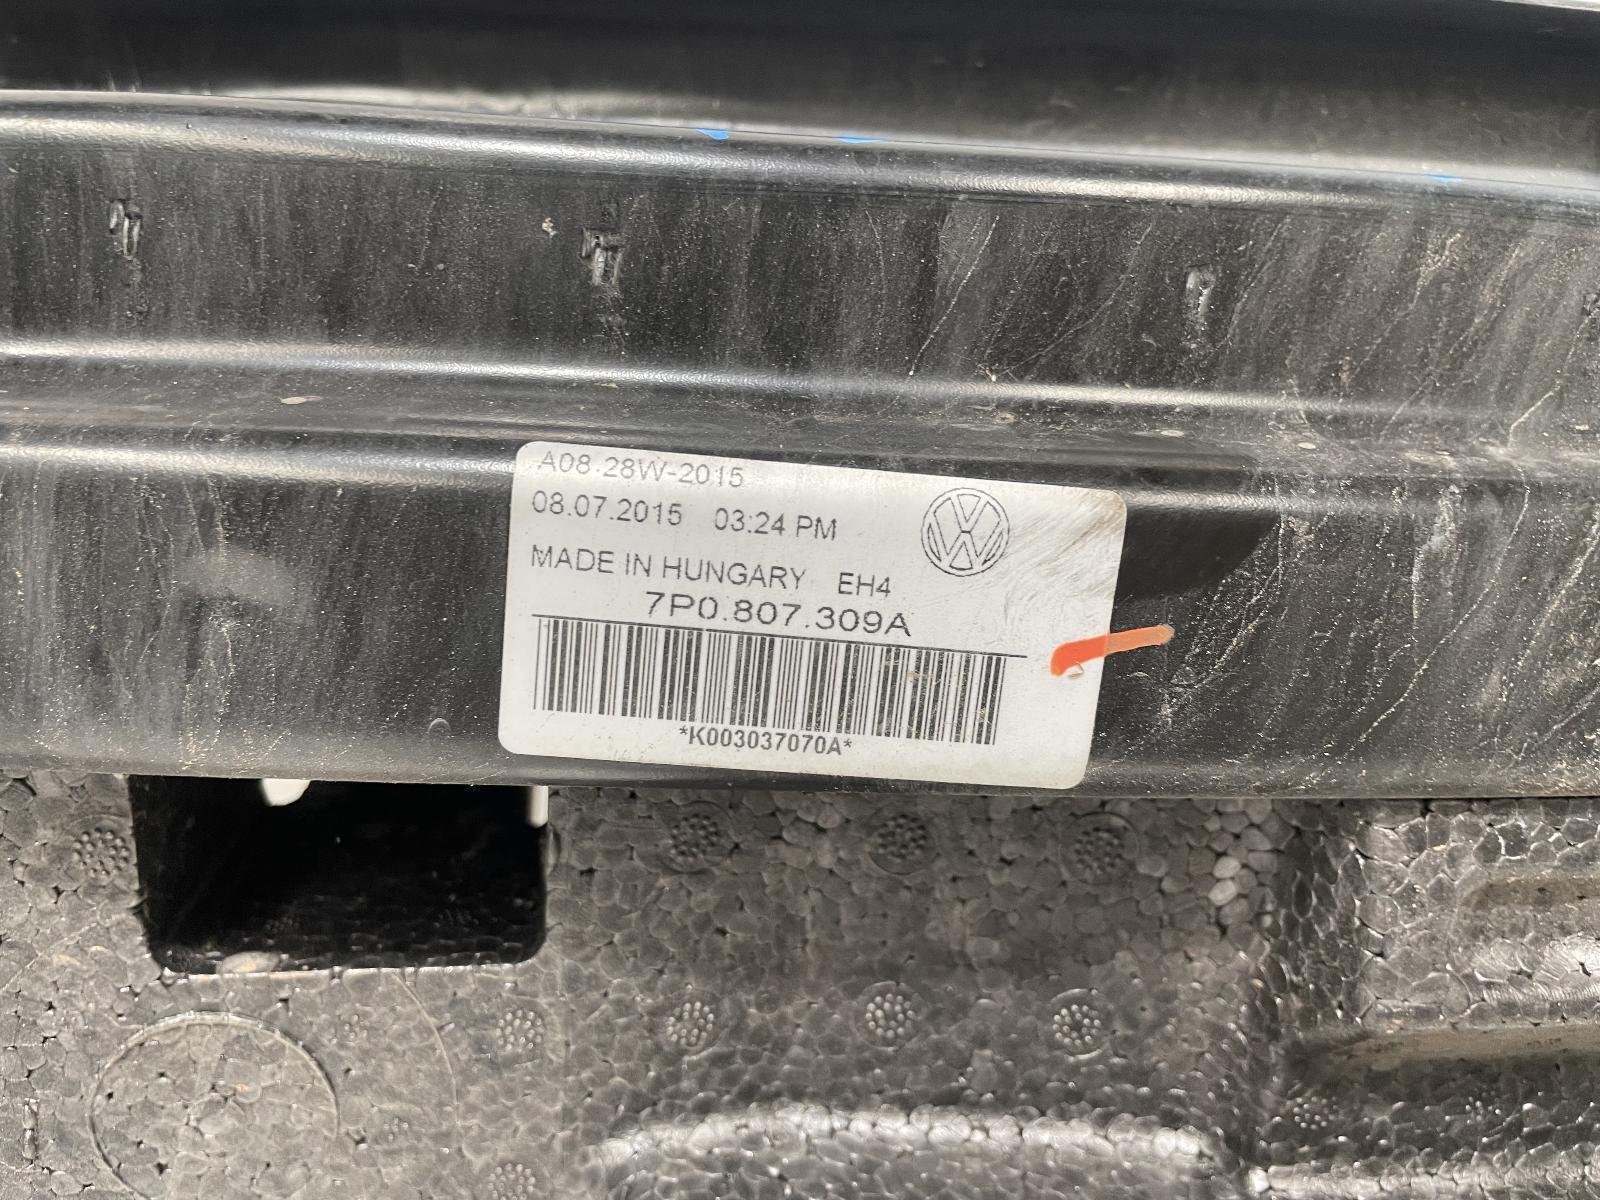 A08.28W-2015
08.07.2015 03:24 PM
MADE IN HUNGARY EH4
7P0.807.309A
*K003037070A*